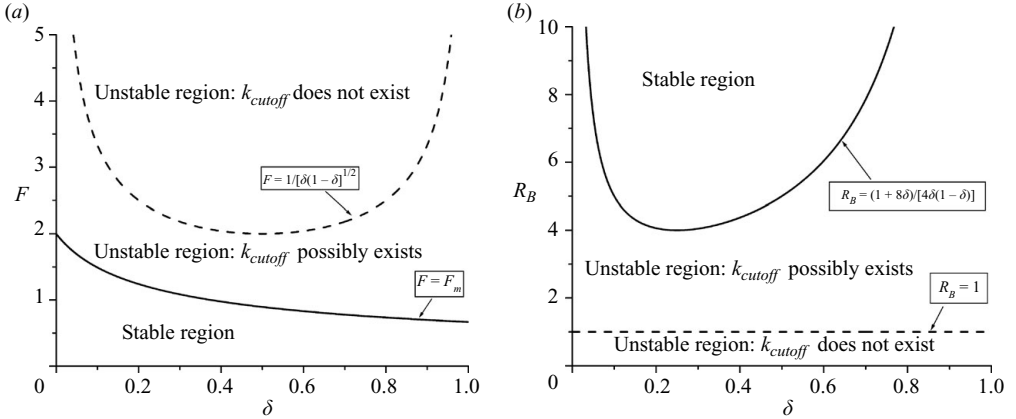 (a)
5
4
3
2
1
0
F
Unstable region: k_cutoff does not exist
F = 1/[δ(1 − δ]^{1/2}
Unstable region: k_cutoff possibly exists
F = F_m
Stable region
0.2 0.4 0.6 0.8 1.0
δ
(b)
10
8
6
4
2
0
R_B
Stable region
R_B = (1 + 8δ)/[4δ(1 − δ)]
Unstable region: k_cutoff possibly exists
R_B = 1
Unstable region: k_cutoff does not exist
0.2 0.4 0.6 0.8 1.0
δ